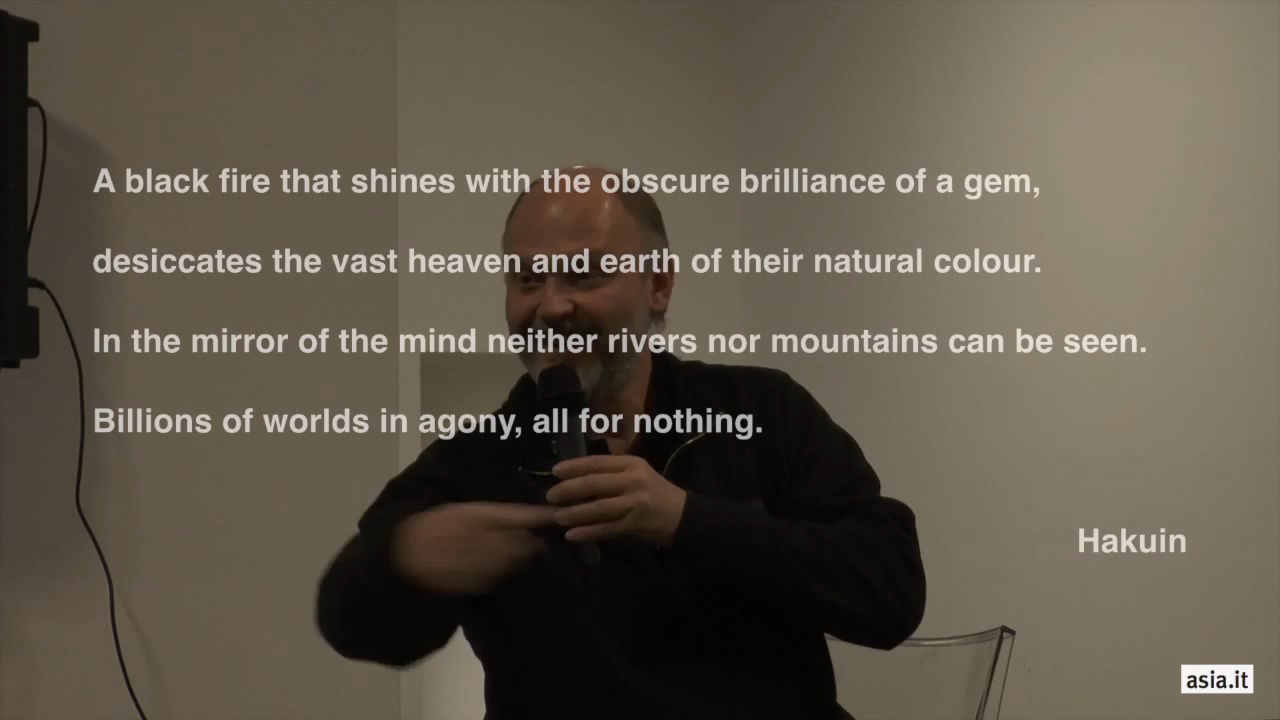 A black fire that shines with the obscure brilliance of a gem,
desiccates the vast heaven and earth of their natural colour.
In the mirror of the mind neither rivers nor mountains can be seen.
Billions of worlds in agony, all for nothing.
Hakuin
asia.it